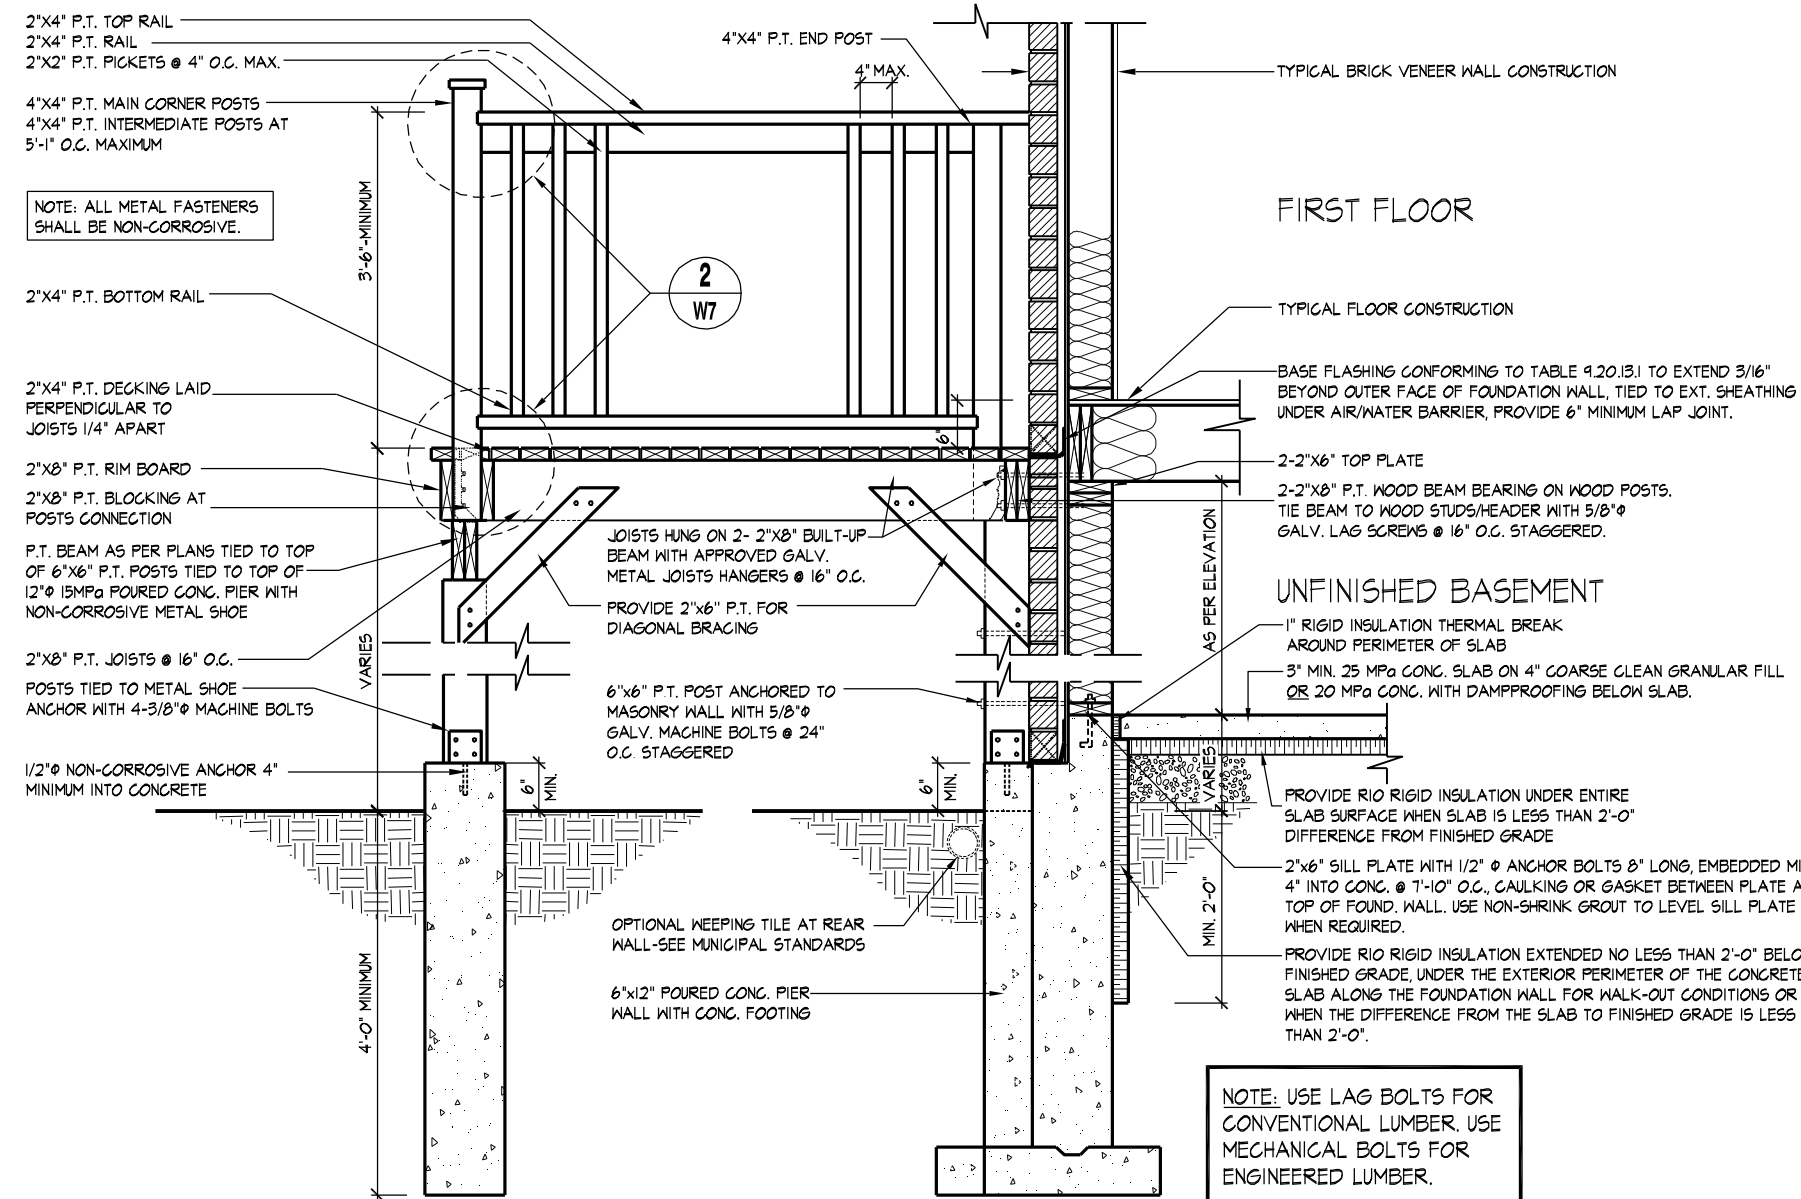 2"X4" P.T. TOP RAIL
2"X4" P.T. RAIL
2"X2" P.T. PICKETS @ 4" O.C. MAX.
4"X4" P.T. MAIN CORNER POSTS
4"X4" P.T. INTERMEDIATE POSTS AT
5'-1" O.C. MAXIMUM
NOTE: ALL METAL FASTENERS
SHALL BE NON-CORROSIVE.
2"X4" P.T. BOTTOM RAIL
2"X4" P.T. DECKING LAID
PERPENDICULAR TO
JOISTS 1/4" APART
2"X8" P.T. RIM BOARD
2"X8" P.T. BLOCKING AT
POSTS CONNECTION
P.T. BEAM AS PER PLANS TIED TO TOP
OF 6"X6" P.T. POSTS TIED TO TOP OF
12"Φ 15MPa POURED CONC. PIER WITH
NON-CORROSIVE METAL SHOE
2"X8" P.T. JOISTS @ 16" O.C.
POSTS TIED TO METAL SHOE
ANCHOR WITH 4-3/8"Φ MACHINE BOLTS
1/2"Φ NON-CORROSIVE ANCHOR 4"
MINIMUM INTO CONCRETE
3'-6"-MINIMUM
VARIES
4'-0" MINIMUM
4"X4" P.T. END POST
4" MAX.
2
W7
6"
JOISTS HUNG ON 2- 2"X8" BUILT-UP
BEAM WITH APPROVED GALV.
METAL JOISTS HANGERS @ 16" O.C.
PROVIDE 2"x6" P.T. FOR
DIAGONAL BRACING
6"x6" P.T. POST ANCHORED TO
MASONRY WALL WITH 5/8"Φ
GALV. MACHINE BOLTS @ 24"
O.C. STAGGERED
6"
MIN.
6"
MIN.
OPTIONAL WEEPING TILE AT REAR
WALL-SEE MUNICIPAL STANDARDS
6"x12" POURED CONC. PIER
WALL WITH CONC. FOOTING
TYPICAL BRICK VENEER WALL CONSTRUCTION
FIRST FLOOR
TYPICAL FLOOR CONSTRUCTION
BASE FLASHING CONFORMING TO TABLE 9.20.13.1 TO EXTEND 3/16"
BEYOND OUTER FACE OF FOUNDATION WALL, TIED TO EXT. SHEATHING
UNDER AIR/WATER BARRIER, PROVIDE 6" MINIMUM LAP JOINT.
2-2"X6" TOP PLATE
2-2"X8" P.T. WOOD BEAM BEARING ON WOOD POSTS.
TIE BEAM TO WOOD STUDS/HEADER WITH 5/8"Φ
GALV. LAG SCREWS @ 16" O.C. STAGGERED.
AS PER ELEVATION
UNFINISHED BASEMENT
1" RIGID INSULATION THERMAL BREAK
AROUND PERIMETER OF SLAB
3" MIN. 25 MPa CONC. SLAB ON 4" COARSE CLEAN GRANULAR FILL
OR 20 MPa CONC. WITH DAMPPROOFING BELOW SLAB.
VARIES
MIN. 2'-0"
PROVIDE R10 RIGID INSULATION UNDER ENTIRE
SLAB SURFACE WHEN SLAB IS LESS THAN 2'-0"
DIFFERENCE FROM FINISHED GRADE
2"x6" SILL PLATE WITH 1/2" Φ ANCHOR BOLTS 8" LONG, EMBEDDED
4" INTO CONC. @ 7'-10" O.C., CAULKING OR GASKET BETWEEN PLATE
TOP OF FOUND. WALL. USE NON-SHRINK GROUT TO LEVEL SILL PLATE
WHEN REQUIRED.
PROVIDE R10 RIGID INSULATION EXTENDED NO LESS THAN 2'-0"
FINISHED GRADE, UNDER THE EXTERIOR PERIMETER OF THE CONCRETE
SLAB ALONG THE FOUNDATION WALL FOR WALK-OUT CONDITIONS OR
WHEN THE DIFFERENCE FROM THE SLAB TO FINISHED GRADE IS LESS
THAN 2'-0".
NOTE: USE LAG BOLTS FOR
CONVENTIONAL LUMBER. USE
MECHANICAL BOLTS FOR
ENGINEERED LUMBER.